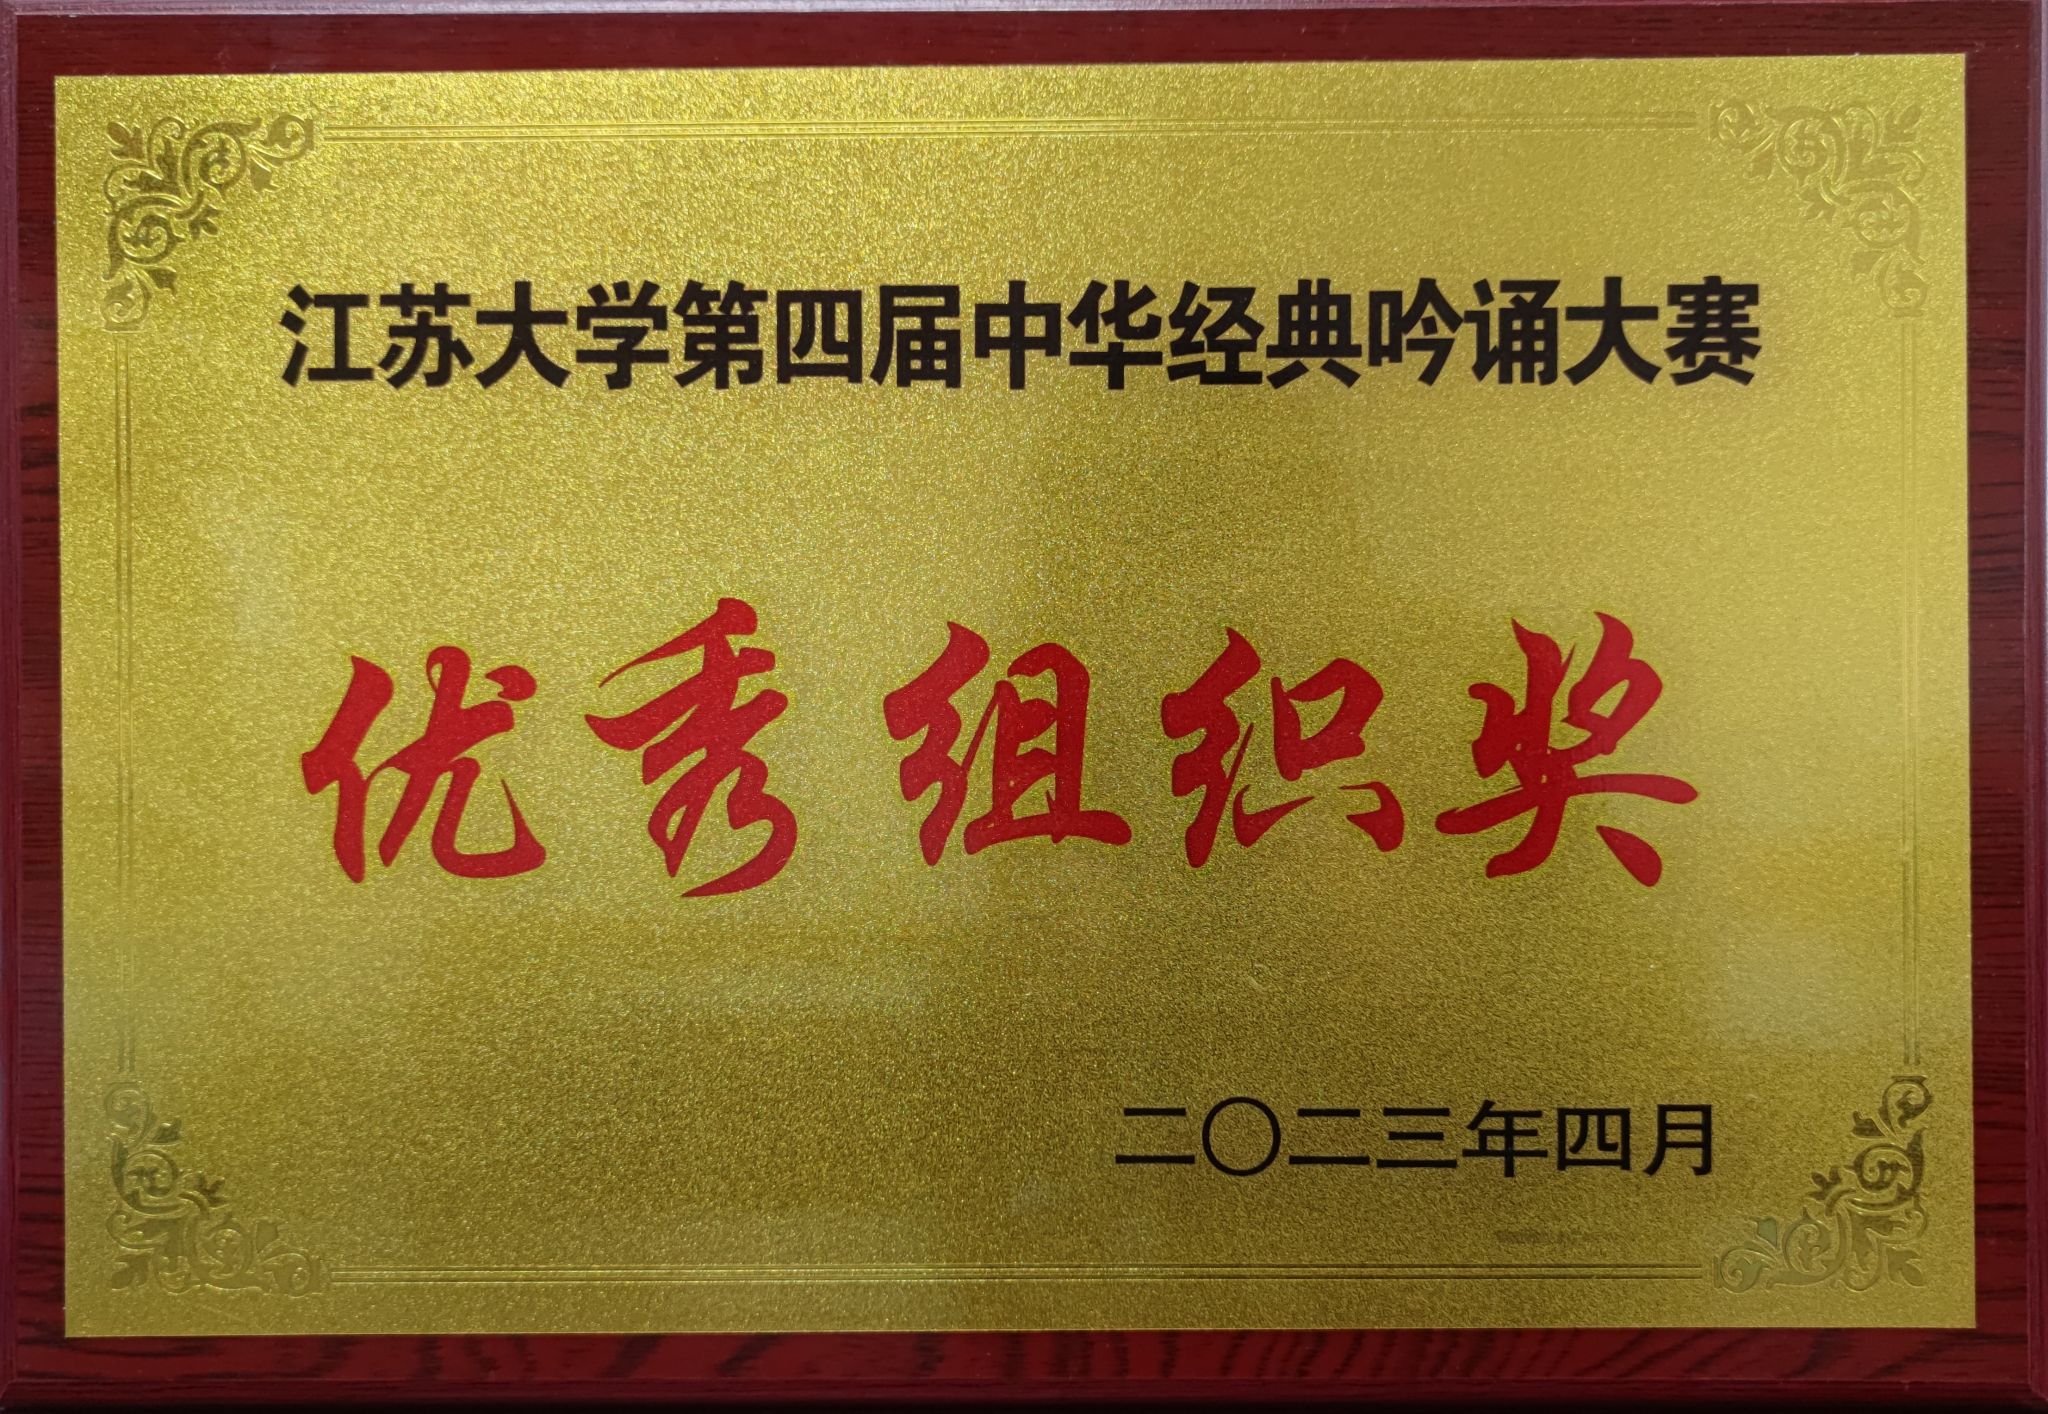 江苏大学第四届中华经典吟诵大赛
优秀组织奖
二〇二三年四月